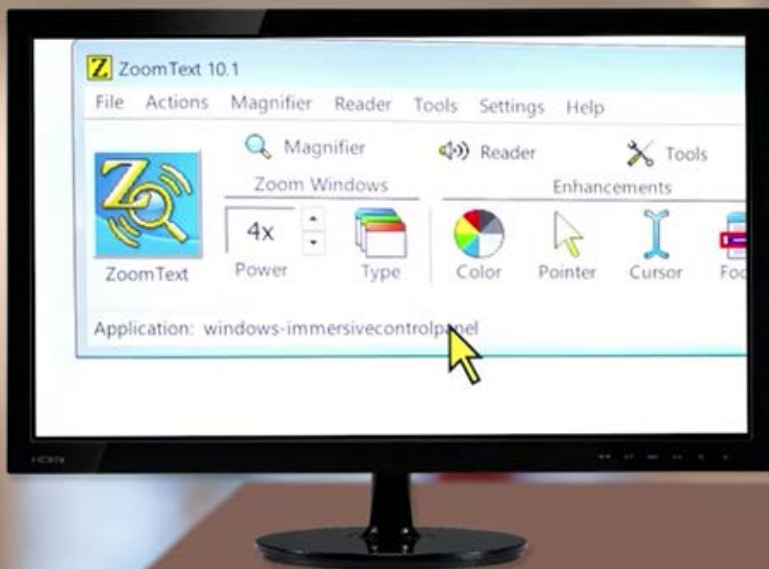 Z ZoomText 10.1
File Actions Magnifier Reader Tools Settings Help
Magnifier Reader Tools
Zoom Windows Enhancements
4x
ZoomText Power Type Color Pointer Cursor
Application: windows-immersivecontrolpanel
HDMI